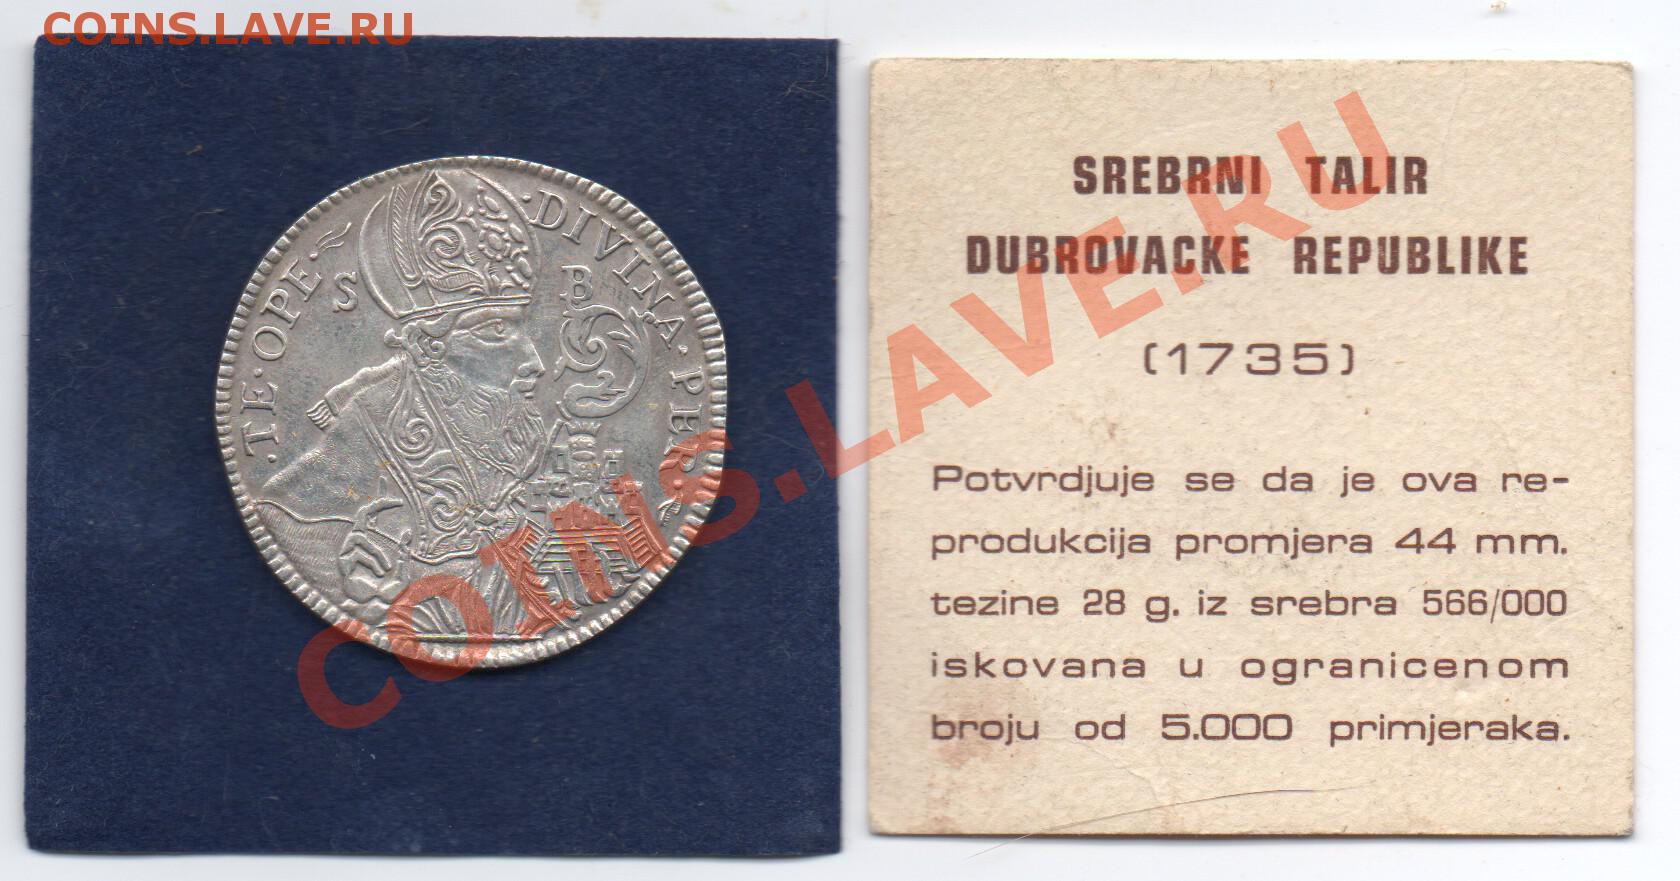 COINS.LAVE.RU
· DIVINA · PER ·
· TE · OPE ·
S B
SREBRNI TALIR
DUBROVACKE REPUBLIKE
(1735)
Potvrdjuje se da je ova re-
produkcija promjera 44 mm.
tezine 28 g. iz srebra 566/000
iskovana u ogranicenom
broju od 5.000 primjeraka.
COINS.LAVE.RU